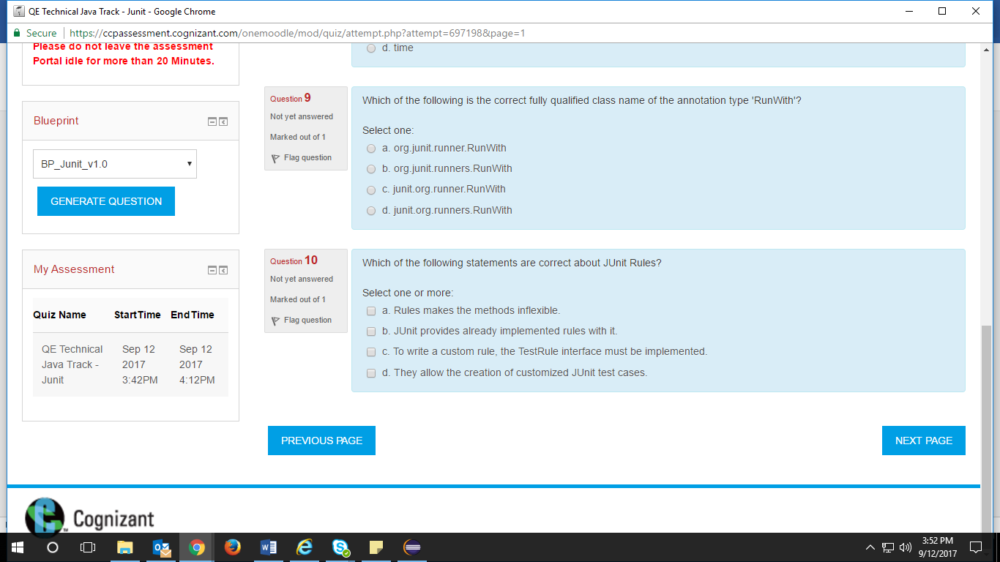 QE Technical Java Track - Junit - Google Chrome
Secure https://ccpassessment.cognizant.com/onemoodle/mod/quiz/attempt.php?attempt=697198&page=1
Please do not leave the assessment
Portal idle for more than 20 Minutes.
Blueprint
BP_Junit_v1.0
GENERATE QUESTION
My Assessment
Quiz Name StartTime EndTime
QE Technical Java Track - Junit
Sep 12 2017 3:42PM
Sep 12 2017 4:12PM
d. time
Question 9
Not yet answered
Marked out of 1
Flag question
Which of the following is the correct fully qualified class name of the annotation type 'RunWith'?
Select one:
a. org.junit.runner.RunWith
b. org.junit.runners.RunWith
c. junit.org.runner.RunWith
d. junit.org.runners.RunWith
Question 10
Not yet answered
Marked out of 1
Flag question
Which of the following statements are correct about JUnit Rules?
Select one or more:
a. Rules makes the methods inflexible.
b. JUnit provides already implemented rules with it.
c. To write a custom rule, the TestRule interface must be implemented.
d. They allow the creation of customized JUnit test cases.
PREVIOUS PAGE
NEXT PAGE
Cognizant
3:52 PM
9/12/2017